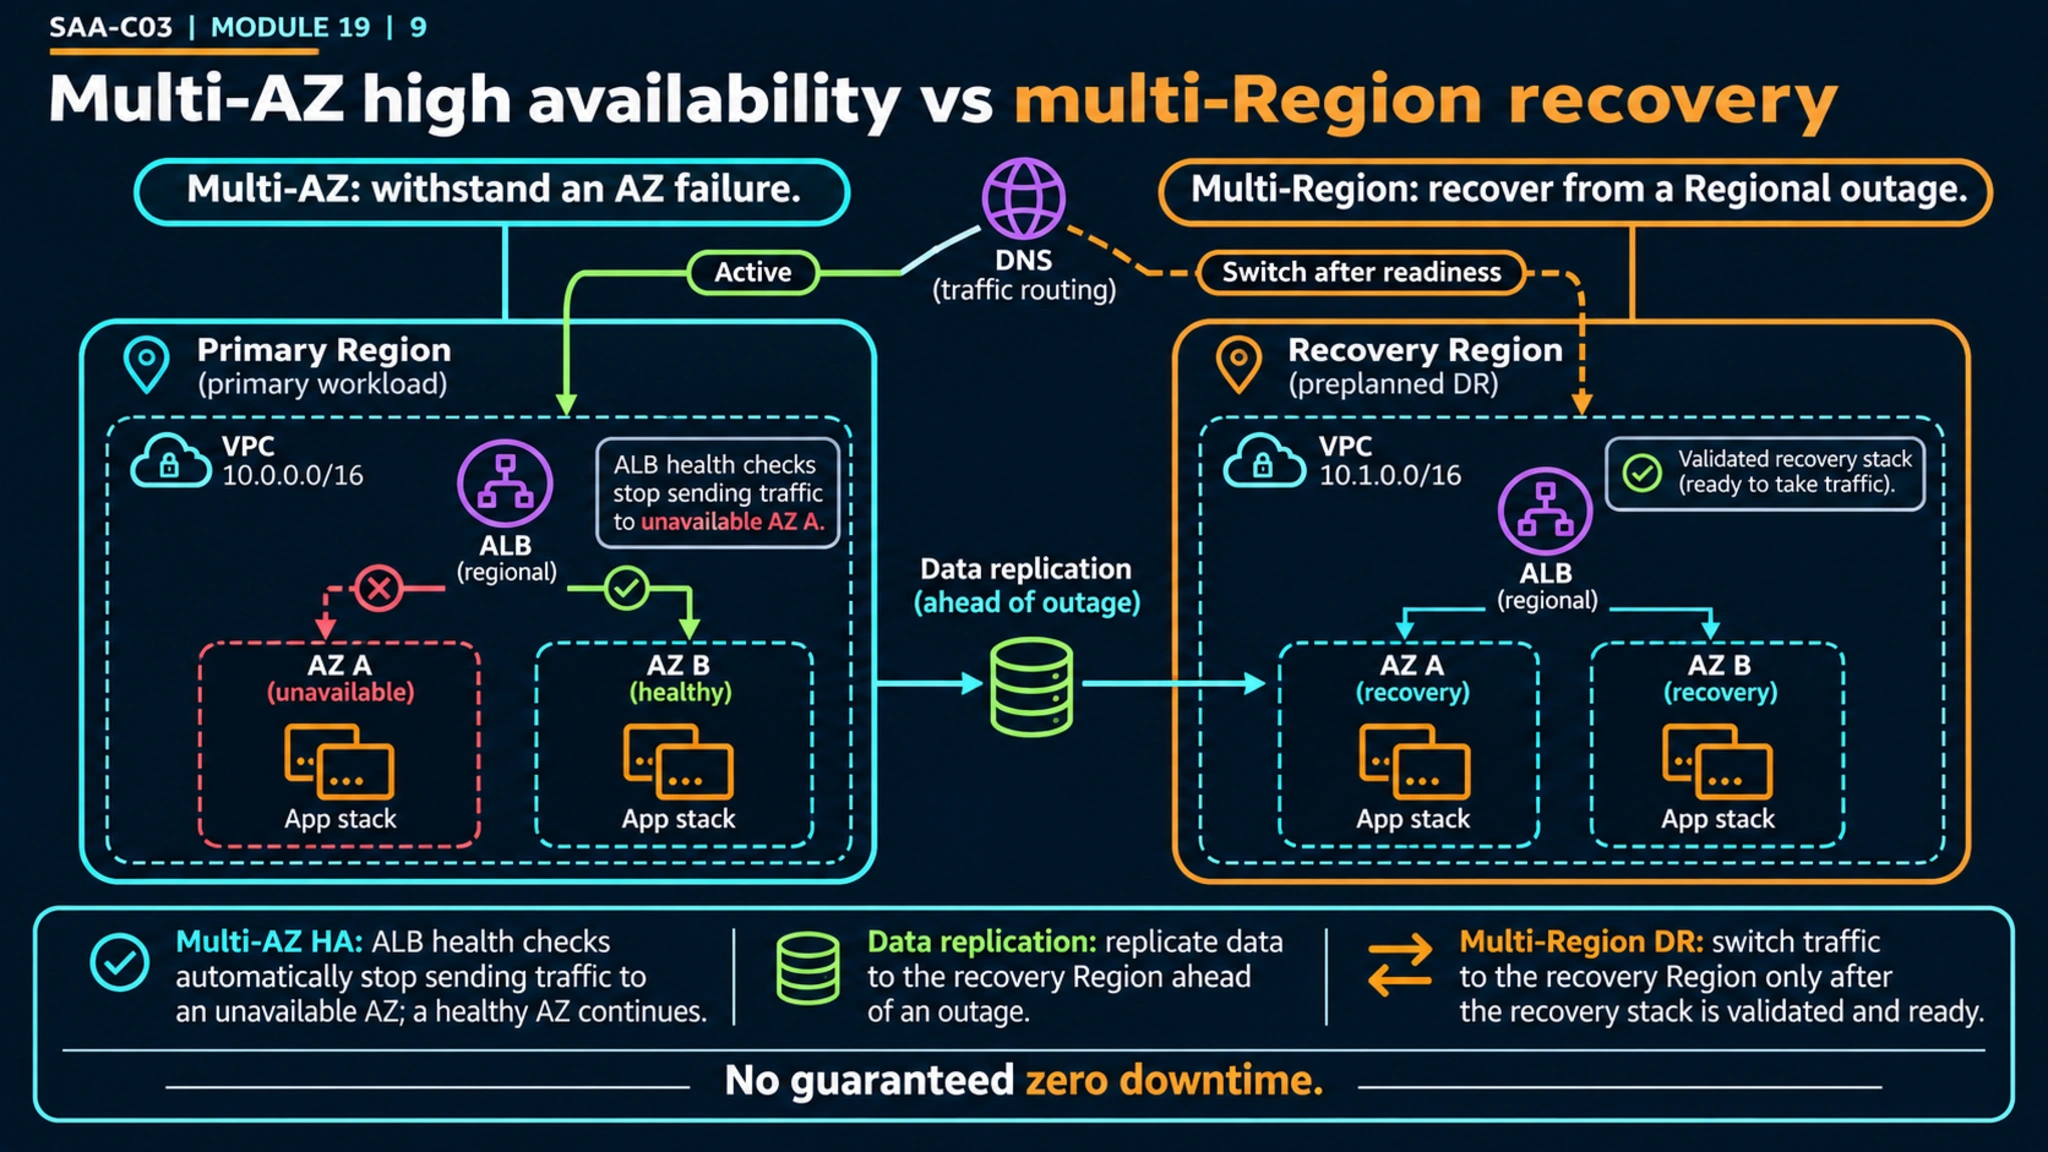 SAA-C03 | MODULE 19 | 9
Multi-AZ high availability vs multi-Region recovery
Multi-AZ: withstand an AZ failure.
Multi-Region: recover from a Regional outage.
DNS
(traffic routing)
Active
Switch after readiness
Primary Region
(primary workload)
VPC
10.0.0.0/16
ALB
(regional)
ALB health checks
stop sending traffic
to unavailable AZ A.
AZ A
(unavailable)
App stack
AZ B
(healthy)
App stack
Data replication
(ahead of outage)
Recovery Region
(preplanned DR)
VPC
10.1.0.0/16
ALB
(regional)
Validated recovery stack
(ready to take traffic).
AZ A
(recovery)
App stack
AZ B
(recovery)
App stack
Multi-AZ HA: ALB health checks
automatically stop sending traffic to
an unavailable AZ; a healthy AZ continues.
Data replication: replicate data
to the recovery Region ahead
of an outage.
Multi-Region DR: switch traffic
to the recovery Region only after
the recovery stack is validated and ready.
No guaranteed zero downtime.